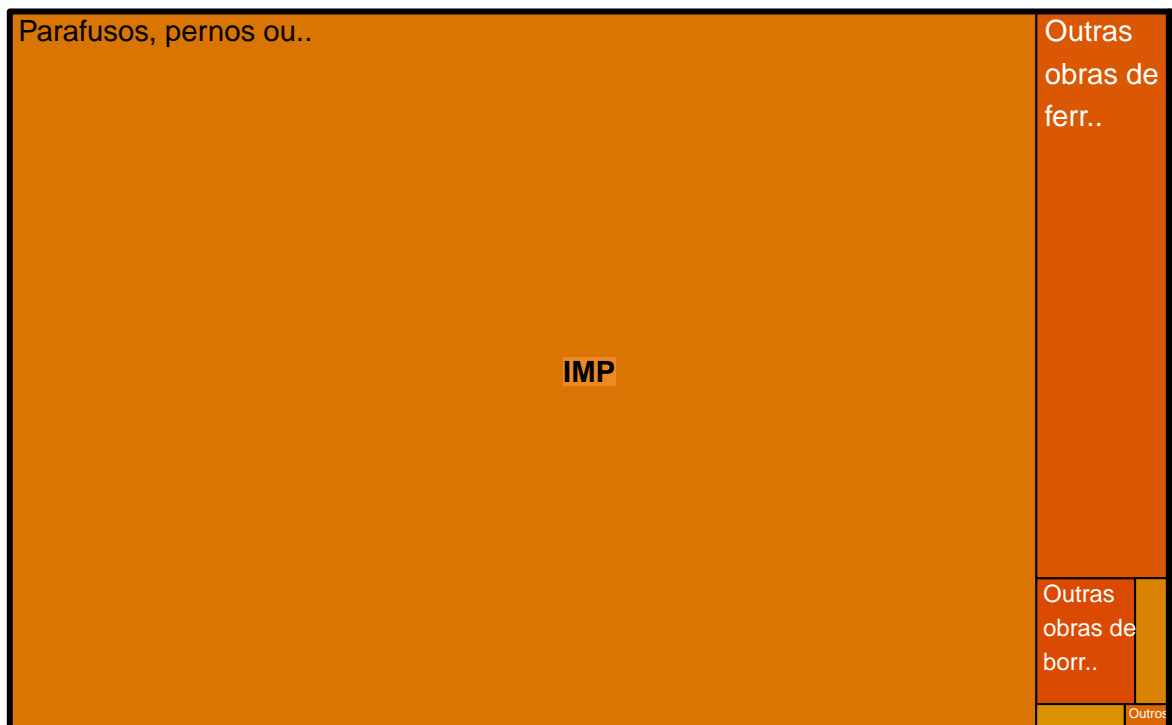 Parafusos, pernos ou..
Outras
obras de
ferr..
IMP
Outras
obras de
borr..
Outros